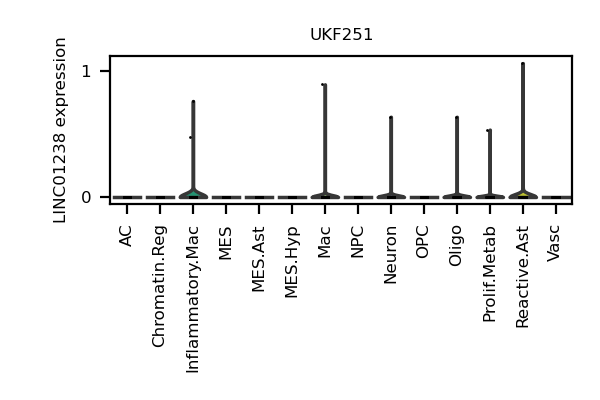 UKF251
LINC01238 expression
1
0
AC
Chromatin.Reg
Inflammatory.Mac
MES
MES.Ast
MES.Hyp
Mac
NPC
Neuron
OPC
Oligo
Prolif.Metab
Reactive.Ast
Vasc